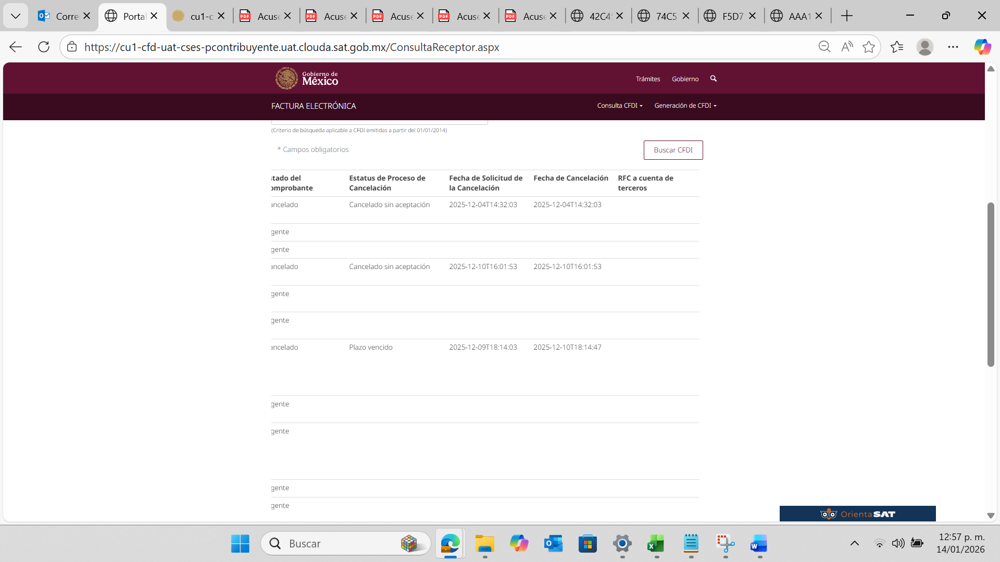 Corre
Porta
cu1-c
Acuse
Acuse
Acuse
Acuse
Acuse
42C4
74C5
F5D7
AAA1
https://cu1-cfd-uat-cses-pcontribuyente.uat.clouda.sat.gob.mx/ConsultaReceptor.aspx
Gobierno de
México
Trámites Gobierno
FACTURA ELECTRÓNICA
Consulta CFDI Generación de CFDI
(Criterio de búsqueda aplicable a CFDI emitidas a partir del 01/01/2014)
* Campos obligatorios
Buscar CFDI
stado del
omprobante
Estatus de Proceso de
Cancelación
Fecha de Solicitud de
la Cancelación
Fecha de Cancelación
RFC a cuenta de
terceros
ancelado Cancelado sin aceptación 2025-12-04T14:32:03 2025-12-04T14:32:03
gente
gente
ancelado Cancelado sin aceptación 2025-12-10T16:01:53 2025-12-10T16:01:53
gente
gente
ancelado Plazo vencido 2025-12-09T18:14:03 2025-12-10T18:14:47
gente
gente
gente
gente
OrientaSAT
Buscar
12:57 p. m.
14/01/2026